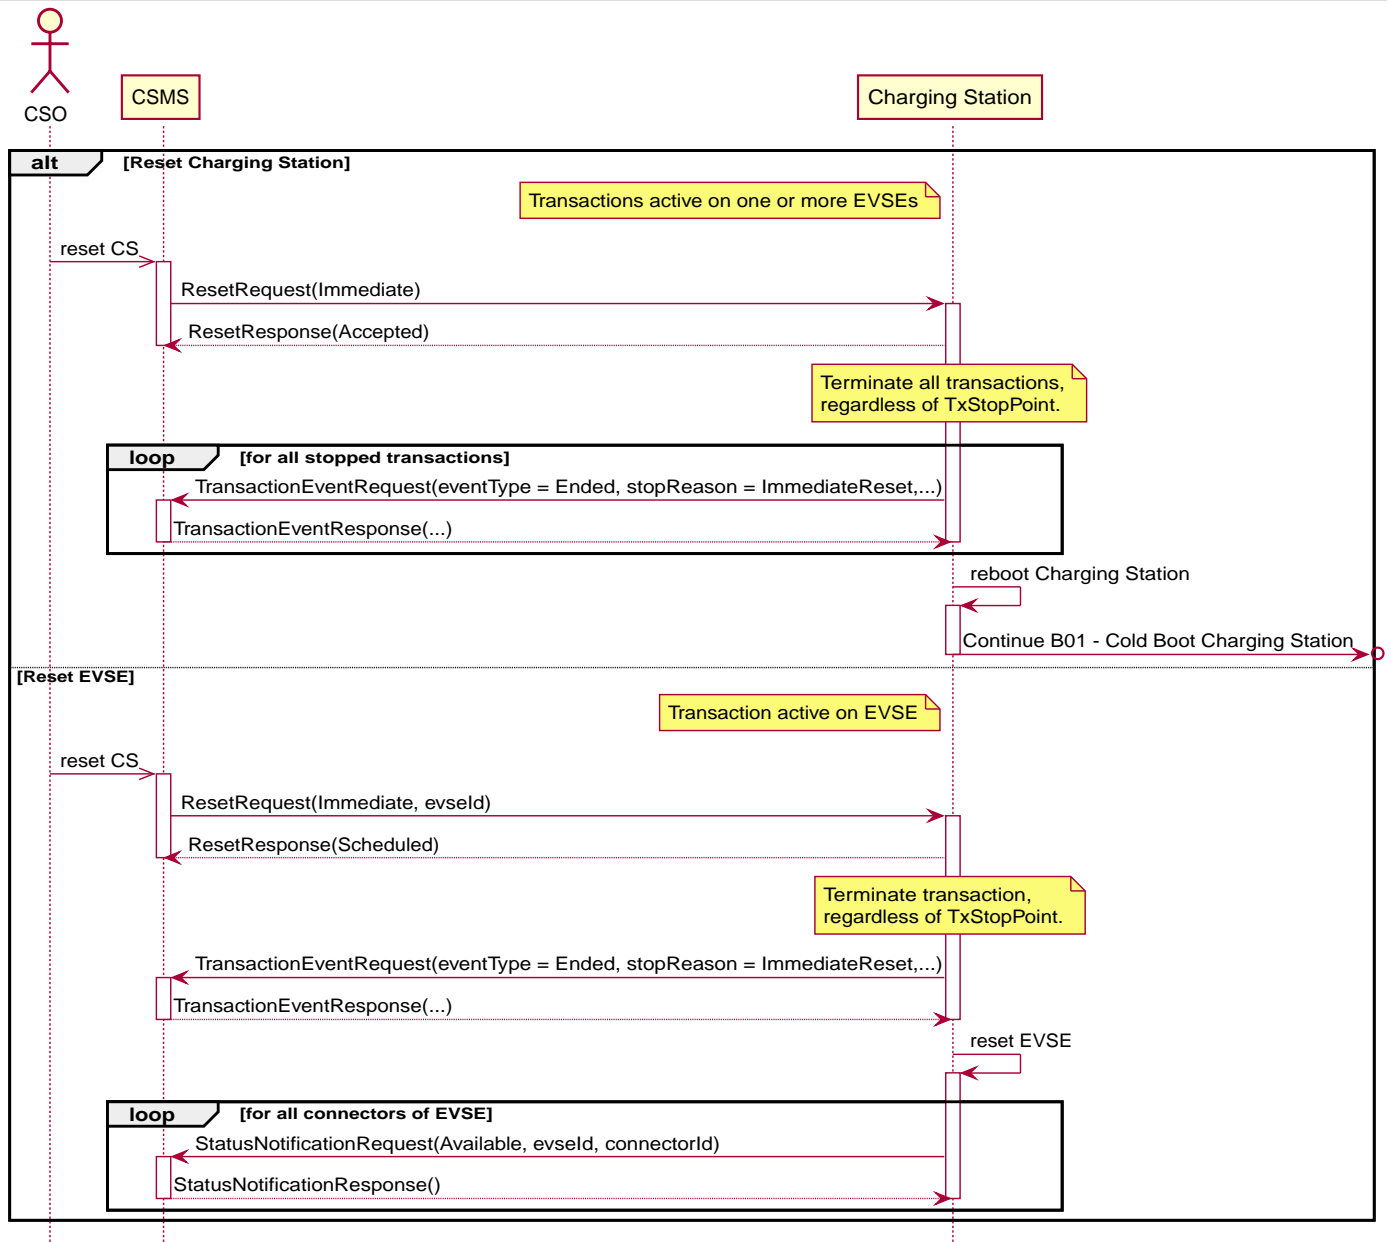 CSO
CSMS
Charging Station
alt
[Reset Charging Station]
Transactions active on one or more EVSEs
reset CS
ResetRequest(Immediate)
ResetResponse(Accepted)
Terminate all transactions,
regardless of TxStopPoint.
loop
[for all stopped transactions]
TransactionEventRequest(eventType = Ended, stopReason = ImmediateReset,...)
TransactionEventResponse(...)
reboot Charging Station
Continue B01 - Cold Boot Charging Station
[Reset EVSE]
Transaction active on EVSE
reset CS
ResetRequest(Immediate, evseId)
ResetResponse(Scheduled)
Terminate transaction,
regardless of TxStopPoint.
TransactionEventRequest(eventType = Ended, stopReason = ImmediateReset,...)
TransactionEventResponse(...)
reset EVSE
loop
[for all connectors of EVSE]
StatusNotificationRequest(Available, evseId, connectorId)
StatusNotificationResponse()